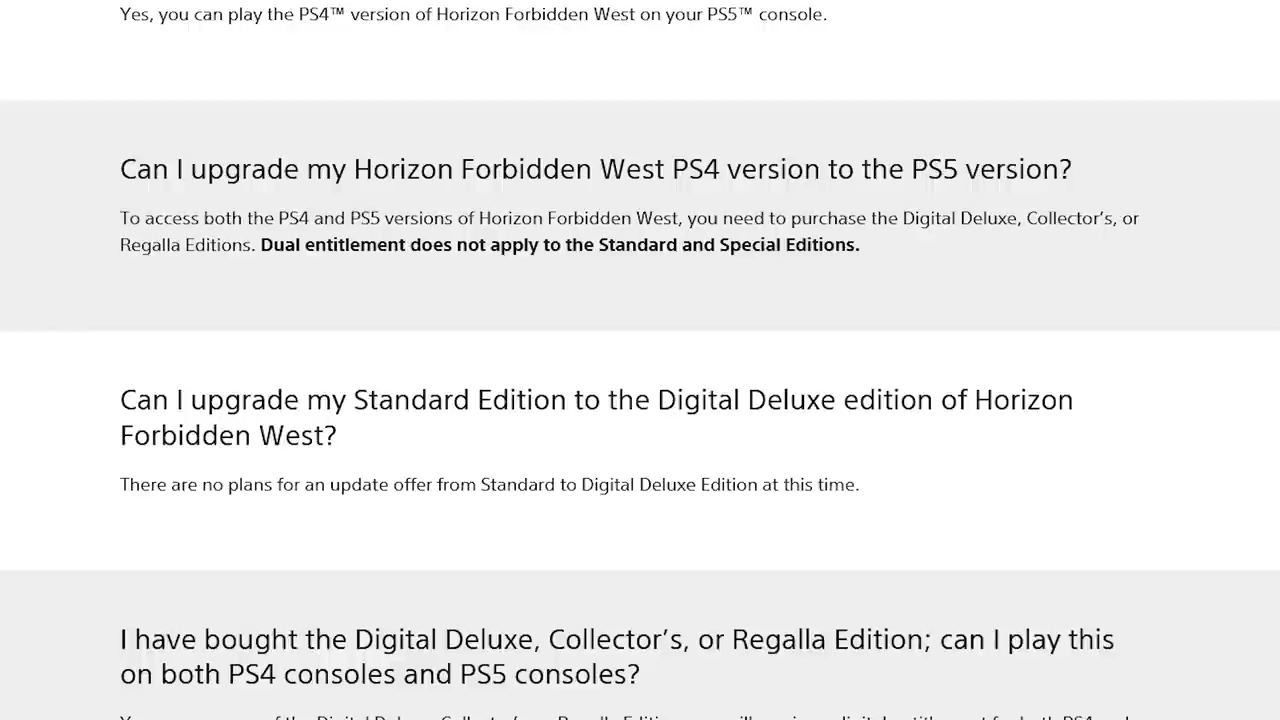 Yes, you can play the PS4™ version of Horizon Forbidden West on your PS5™ console.
Can I upgrade my Horizon Forbidden West PS4 version to the PS5 version?
To access both the PS4 and PS5 versions of Horizon Forbidden West, you need to purchase the Digital Deluxe, Collector's, or
Regalla Editions. Dual entitlement does not apply to the Standard and Special Editions.
Can I upgrade my Standard Edition to the Digital Deluxe edition of Horizon
Forbidden West?
There are no plans for an update offer from Standard to Digital Deluxe Edition at this time.
I have bought the Digital Deluxe, Collector's, or Regalla Edition; can I play this
on both PS4 consoles and PS5 consoles?